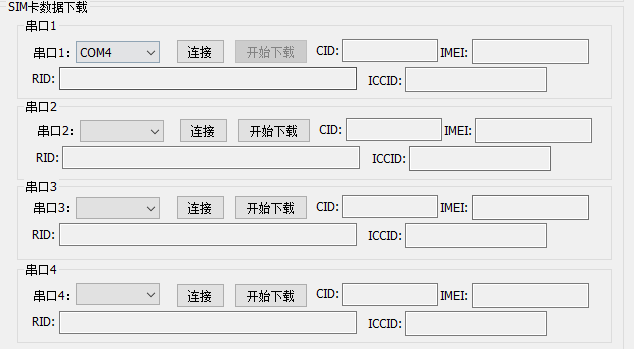 SIM卡数据下载
串口1
串口1: COM4 连接 开始下载 CID: IMEI:
RID: ICCID:
串口2
串口2: 连接 开始下载 CID: IMEI:
RID: ICCID:
串口3
串口3: 连接 开始下载 CID: IMEI:
RID: ICCID:
串口4
串口4: 连接 开始下载 CID: IMEI:
RID: ICCID: